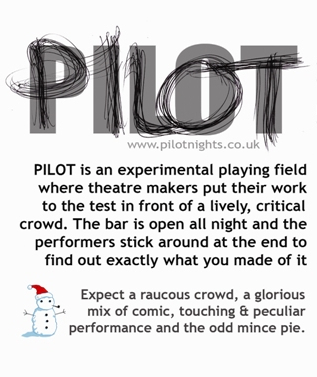 PILOT
www.pilotnights.co.uk
PILOT is an experimental playing field
where theatre makers put their work
to the test in front of a lively, critical
crowd. The bar is open all night and the
performers stick around at the end to
find out exactly what you made of it
Expect a raucous crowd, a glorious
mix of comic, touching & peculiar
performance and the odd mince pie.